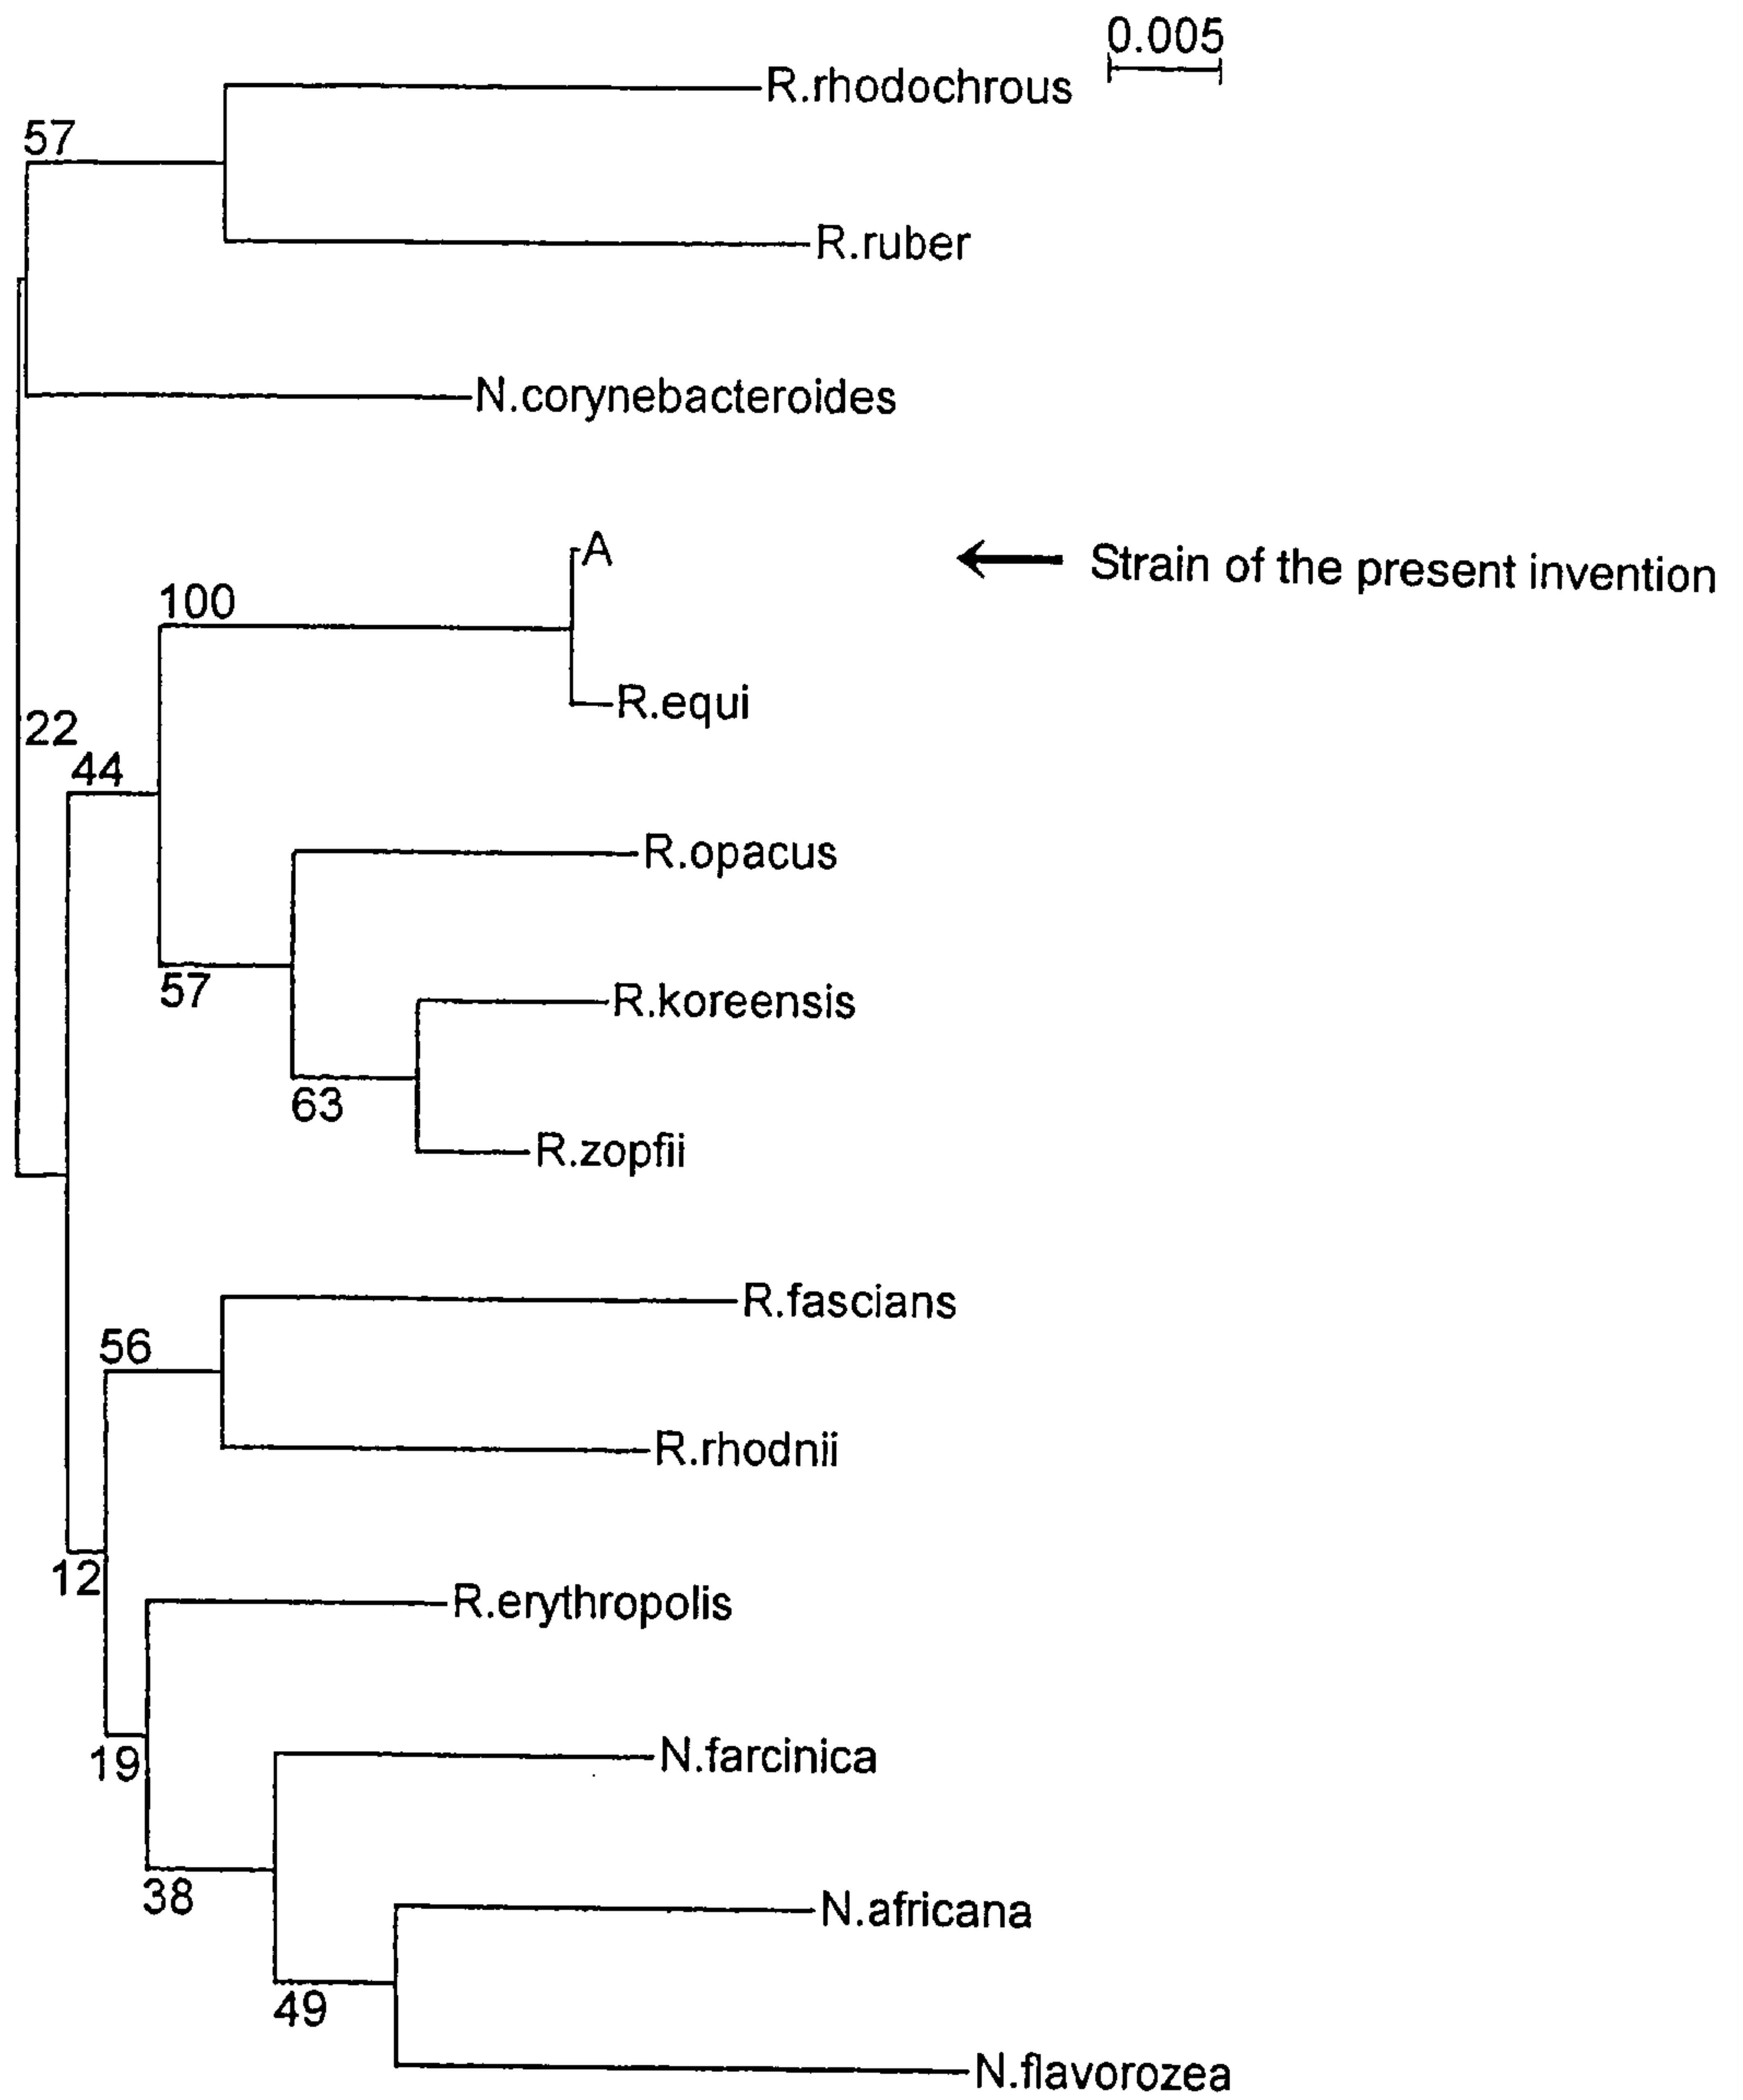 0.005
R.rhodochrous
57
R.ruber
N.corynebacteroides
A
Strain of the present invention
100
R.equi
22
44
R.opacus
57
R.koreensis
63
R.zopfii
R.fascians
56
R.rhodnii
12
R.erythropolis
19
N.farcinica
38
N.africana
49
N.flavorozea